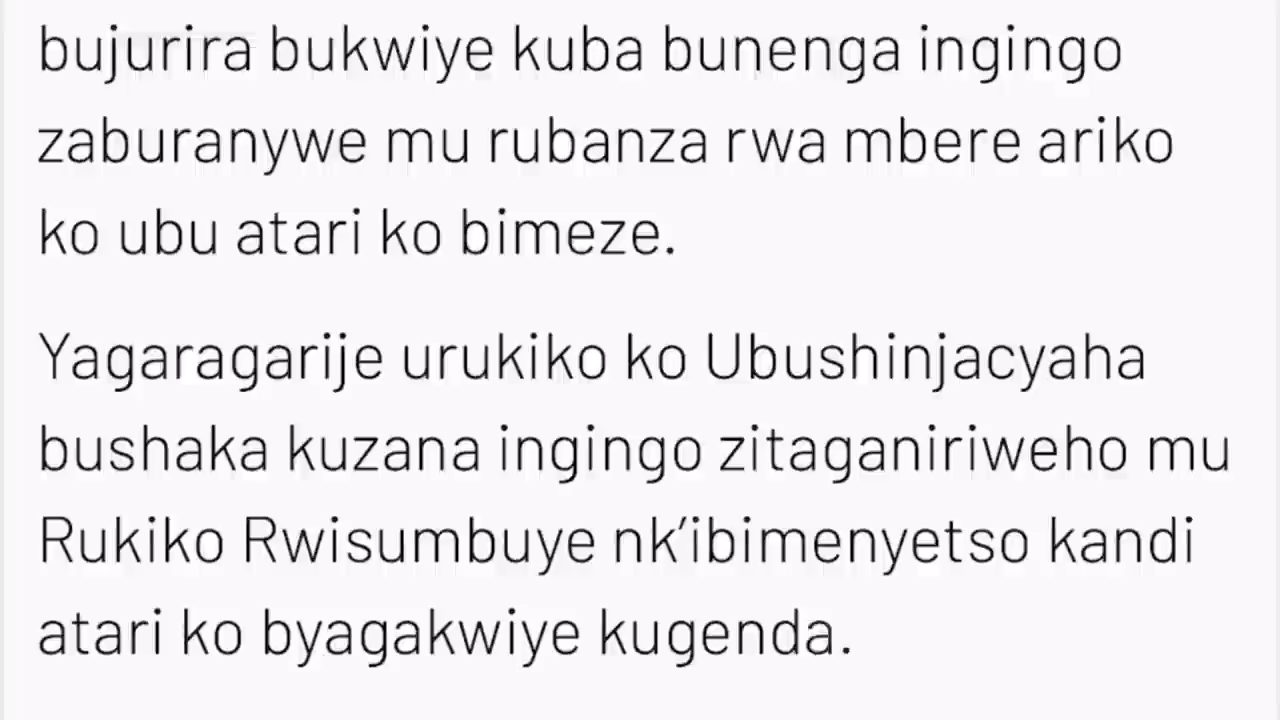 bujurira bukwiye kuba bunenga ingingo
zaburanywe mu rubanza rwa mbere ariko
ko ubu atari ko bimeze.
Yagaragarije urukiko ko Ubushinjacyaha
bushaka kuzana ingingo zitaganiriweho mu
Rukiko Rwisumbuye nk’ibimenyetso kandi
atari ko byagakwiye kugenda.